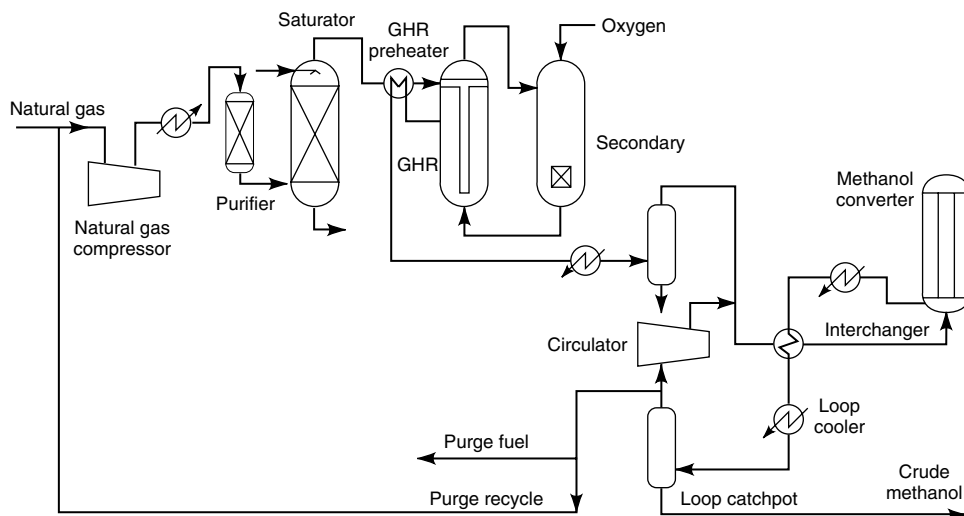 Saturator
GHR
preheater
Oxygen
Natural gas
GHR
Secondary
Purifier
Methanol
converter
Natural gas
compressor
Circulator
Interchanger
Loop
cooler
Purge fuel
Crude
methanol
Purge recycle
Loop catchpot